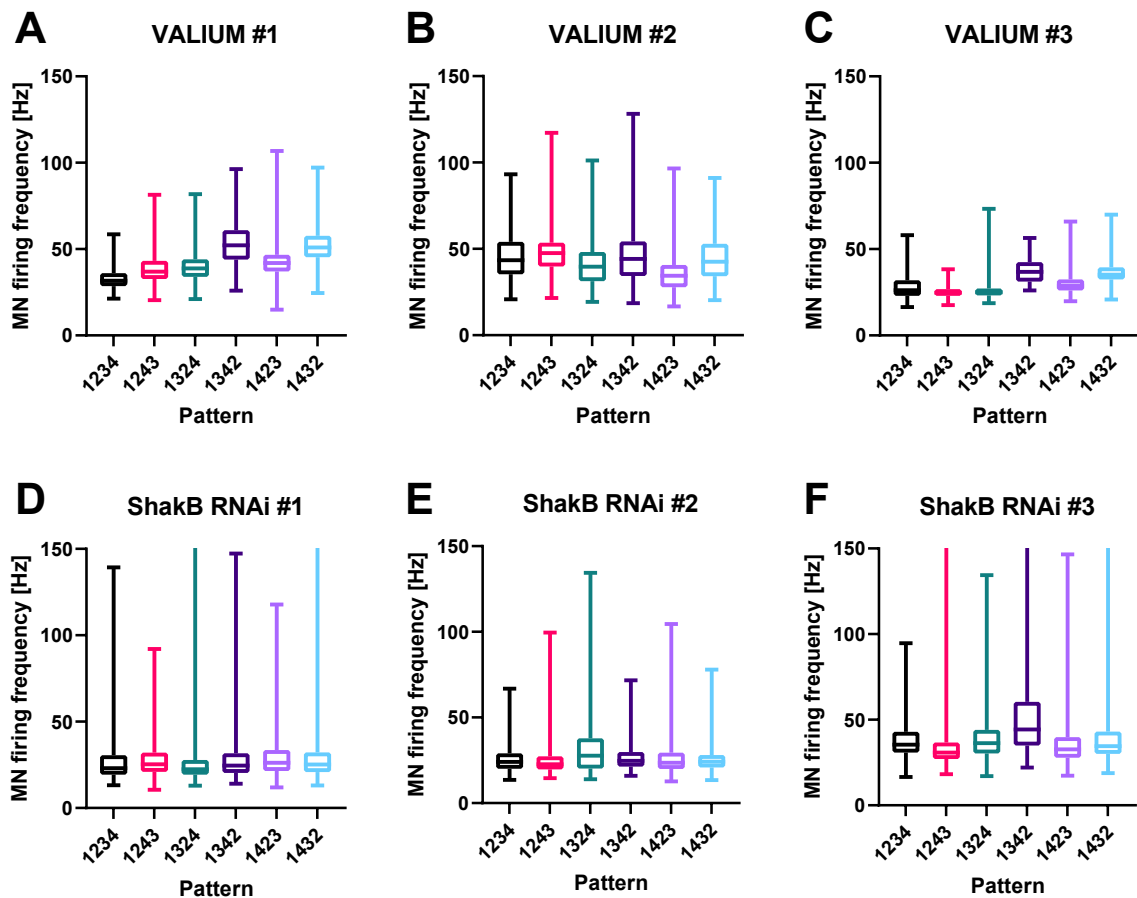 A
VALIUM #1
MN firing frequency [Hz]
150
100
50
0
1234
1243
1324
1342
1423
1432
Pattern
B
VALIUM #2
MN firing frequency [Hz]
150
100
50
0
1234
1243
1324
1342
1423
1432
Pattern
C
VALIUM #3
MN firing frequency [Hz]
150
100
50
0
1234
1243
1324
1342
1423
1432
Pattern
D
ShakB RNAi #1
MN firing frequency [Hz]
150
100
50
0
1234
1243
1324
1342
1423
1432
Pattern
E
ShakB RNAi #2
MN firing frequency [Hz]
150
100
50
0
1234
1243
1324
1342
1423
1432
Pattern
F
ShakB RNAi #3
MN firing frequency [Hz]
150
100
50
0
1234
1243
1324
1342
1423
1432
Pattern